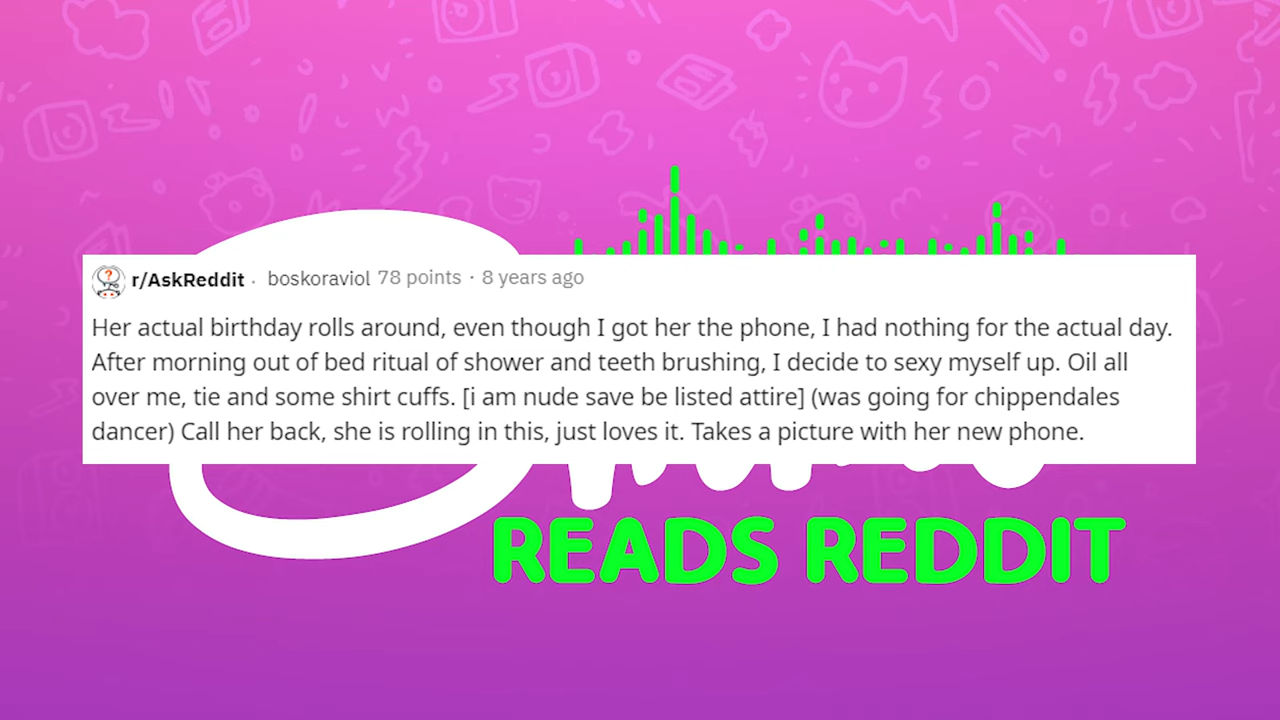 r/AskReddit · boskoraviol 78 points · 8 years ago
Her actual birthday rolls around, even though I got her the phone, I had nothing for the actual day.
After morning out of bed ritual of shower and teeth brushing, I decide to sexy myself up. Oil all
over me, tie and some shirt cuffs. [i am nude save be listed attire] (was going for chippendales
dancer) Call her back, she is rolling in this, just loves it. Takes a picture with her new phone.
READS REDDIT